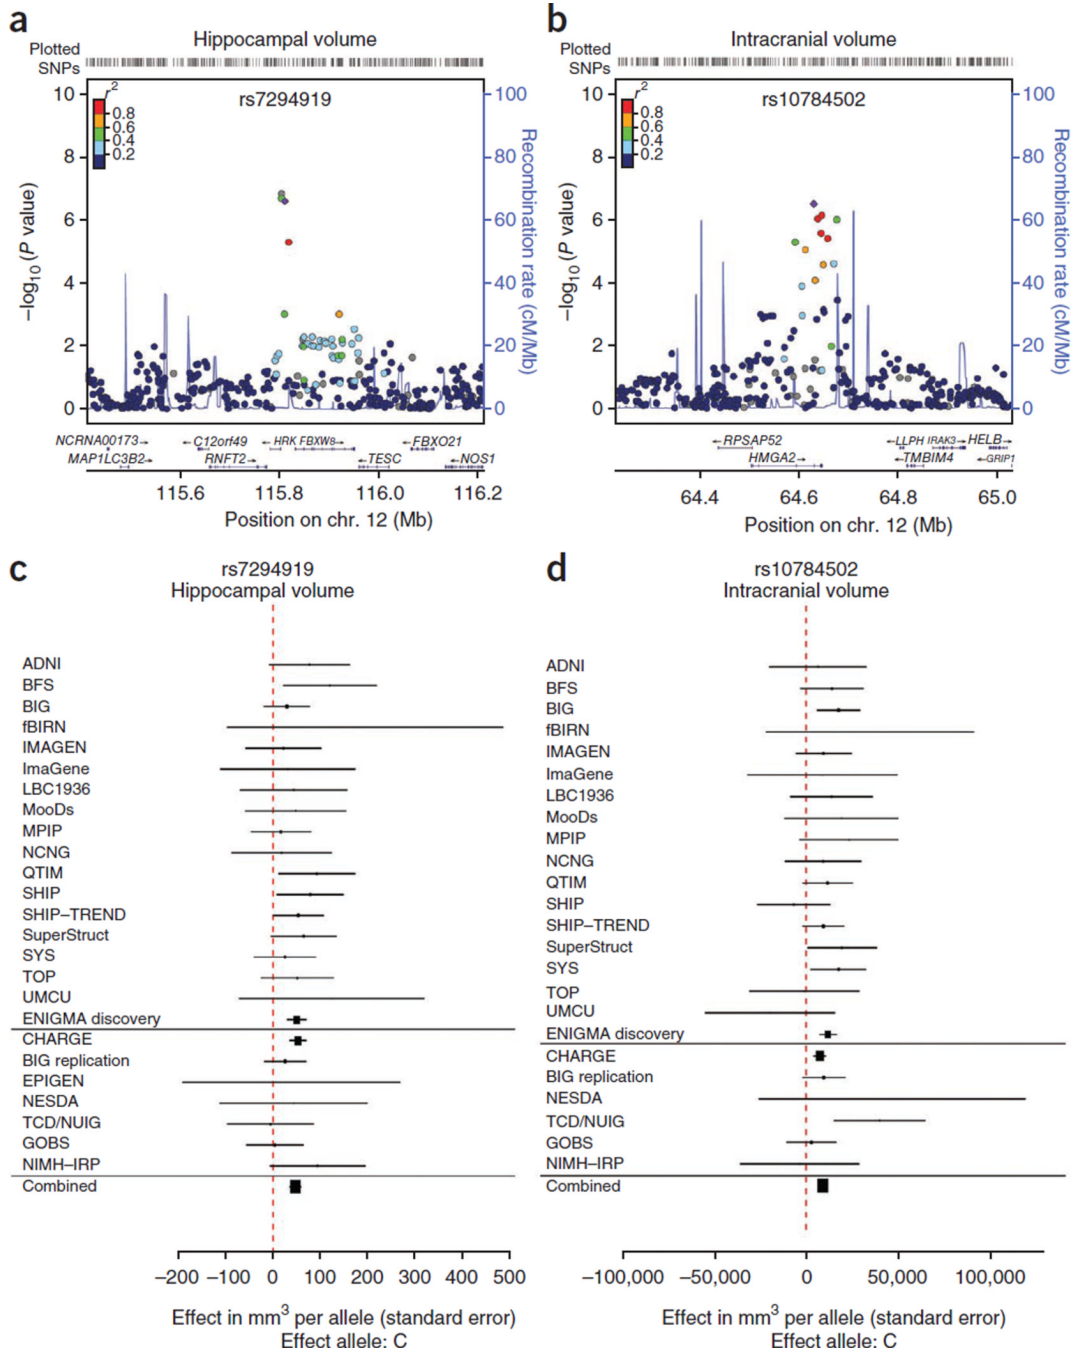 a
Hippocampal volume
Plotted
SNPs
rs7294919
r2
0.8
0.6
0.4
0.2
10
8
6
4
2
0
−log10 (P value)
100
80
60
40
20
0
Recombination rate (cM/Mb)
NCRNA00173→ ←C12orf49 ←HRK FBXW8→ ←FBXO21
MAP1LC3B2→ RNFT2→ ←TESC ←NOS1
115.6 115.8 116.0 116.2
Position on chr. 12 (Mb)
b
Intracranial volume
Plotted
SNPs
rs10784502
r2
0.8
0.6
0.4
0.2
10
8
6
4
2
0
−log10 (P value)
100
80
60
40
20
0
Recombination rate (cM/Mb)
←RPSAP52 ←LLPH IRAK3→ HELB→
HMGA2→ ←TMBIM4 ←GRIP1
64.4 64.6 64.8 65.0
Position on chr. 12 (Mb)
c
rs7294919
Hippocampal volume
ADNI
BFS
BIG
fBIRN
IMAGEN
ImaGene
LBC1936
MooDs
MPIP
NCNG
QTIM
SHIP
SHIP–TREND
SuperStruct
SYS
TOP
UMCU
ENIGMA discovery
CHARGE
BIG replication
EPIGEN
NESDA
TCD/NUIG
GOBS
NIMH–IRP
Combined
−200 −100 0 100 200 300 400 500
Effect in mm3 per allele (standard error)
Effect allele: C
d
rs10784502
Intracranial volume
ADNI
BFS
BIG
fBIRN
IMAGEN
ImaGene
LBC1936
MooDs
MPIP
NCNG
QTIM
SHIP
SHIP–TREND
SuperStruct
SYS
TOP
UMCU
ENIGMA discovery
CHARGE
BIG replication
NESDA
TCD/NUIG
GOBS
NIMH–IRP
Combined
−100,000 −50,000 0 50,000 100,000
Effect in mm3 per allele (standard error)
Effect allele: C